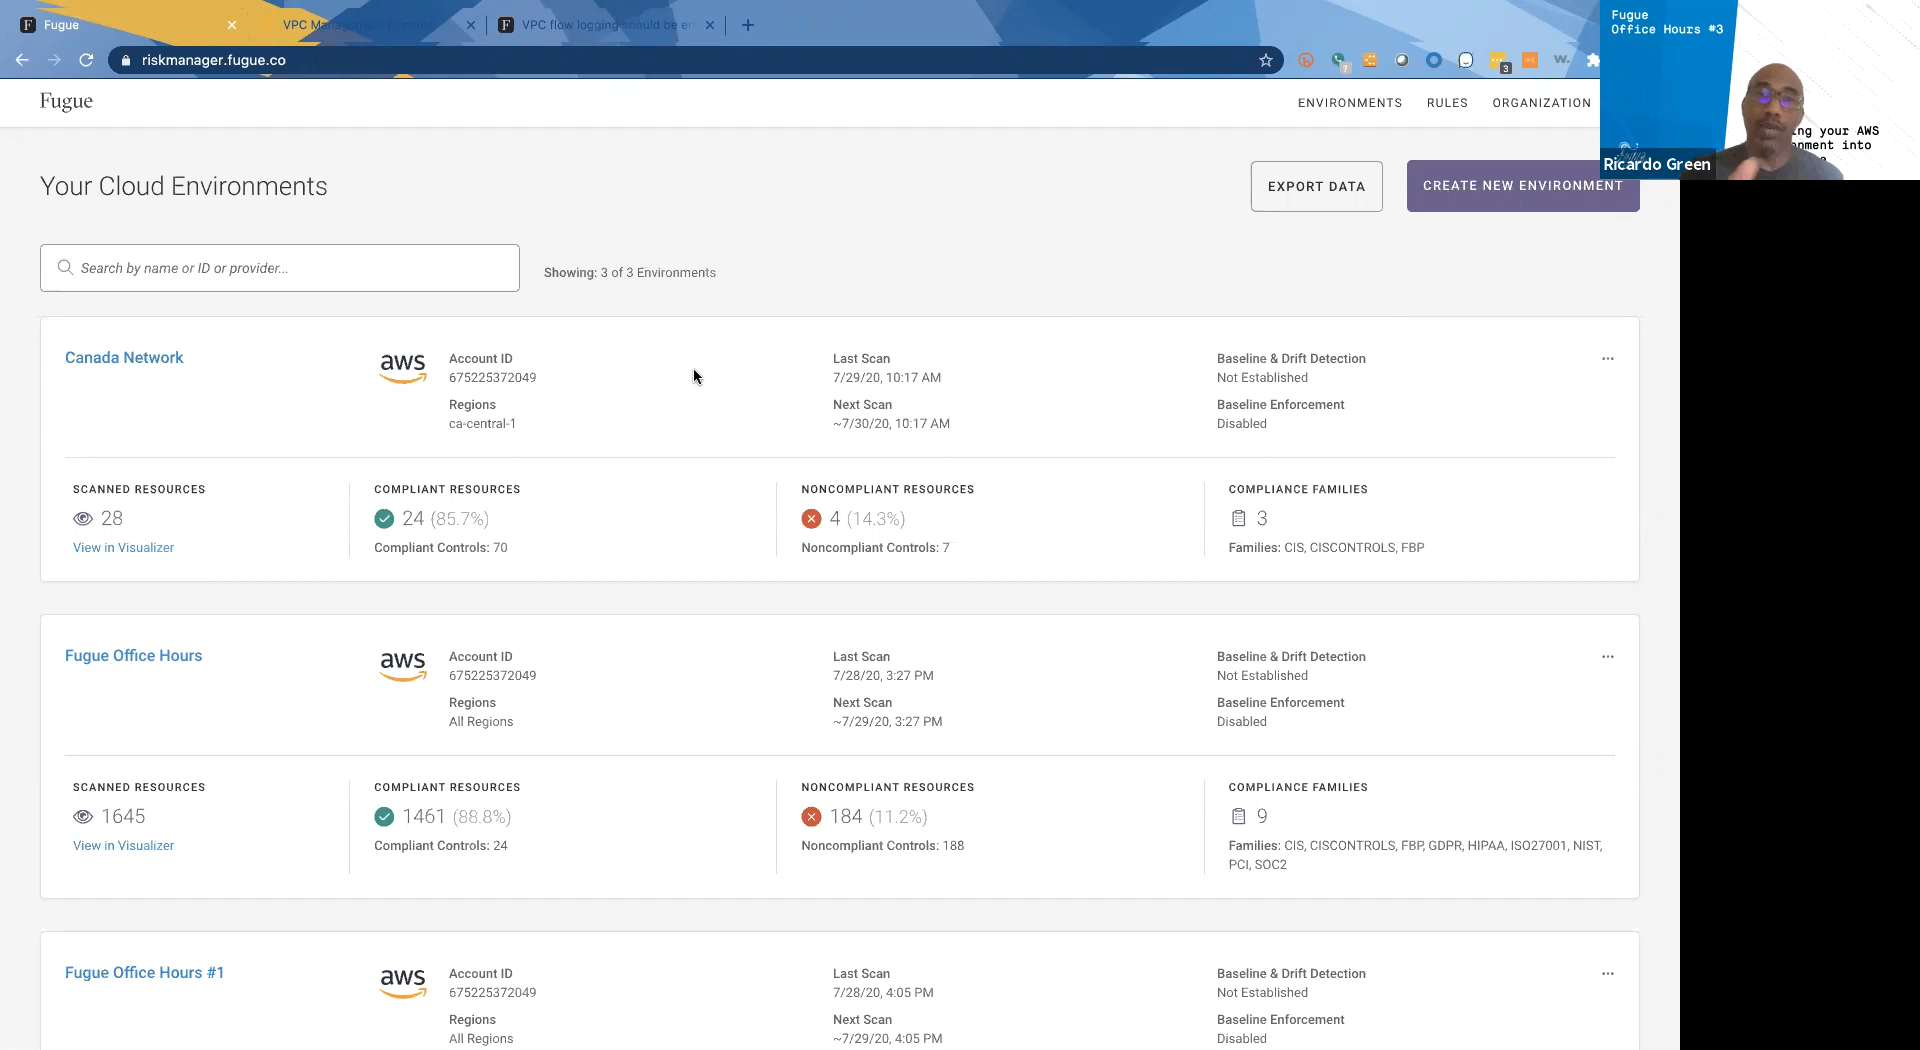 Fugue
VPC Management Console
VPC flow logging should be en
riskmanager.fugue.co
Fugue
ENVIRONMENTS
RULES
ORGANIZATION
Fugue
Office Hours #3
ng your AWS
onment into
Ricardo Green
Your Cloud Environments
EXPORT DATA
CREATE NEW ENVIRONMENT
Search by name or ID or provider...
Showing: 3 of 3 Environments
Canada Network
aws
Account ID
675225372049
Regions
ca-central-1
Last Scan
7/29/20, 10:17 AM
Next Scan
~7/30/20, 10:17 AM
Baseline & Drift Detection
Not Established
Baseline Enforcement
Disabled
SCANNED RESOURCES
28
View in Visualizer
COMPLIANT RESOURCES
24 (85.7%)
Compliant Controls: 70
NONCOMPLIANT RESOURCES
4 (14.3%)
Noncompliant Controls: 7
COMPLIANCE FAMILIES
3
Families: CIS, CISCONTROLS, FBP
Fugue Office Hours
aws
Account ID
675225372049
Regions
All Regions
Last Scan
7/28/20, 3:27 PM
Next Scan
~7/29/20, 3:27 PM
Baseline & Drift Detection
Not Established
Baseline Enforcement
Disabled
SCANNED RESOURCES
1645
View in Visualizer
COMPLIANT RESOURCES
1461 (88.8%)
Compliant Controls: 24
NONCOMPLIANT RESOURCES
184 (11.2%)
Noncompliant Controls: 188
COMPLIANCE FAMILIES
9
Families: CIS, CISCONTROLS, FBP, GDPR, HIPAA, ISO27001, NIST,
PCI, SOC2
Fugue Office Hours #1
aws
Account ID
675225372049
Regions
All Regions
Last Scan
7/28/20, 4:05 PM
Next Scan
~7/29/20, 4:05 PM
Baseline & Drift Detection
Not Established
Baseline Enforcement
Disabled